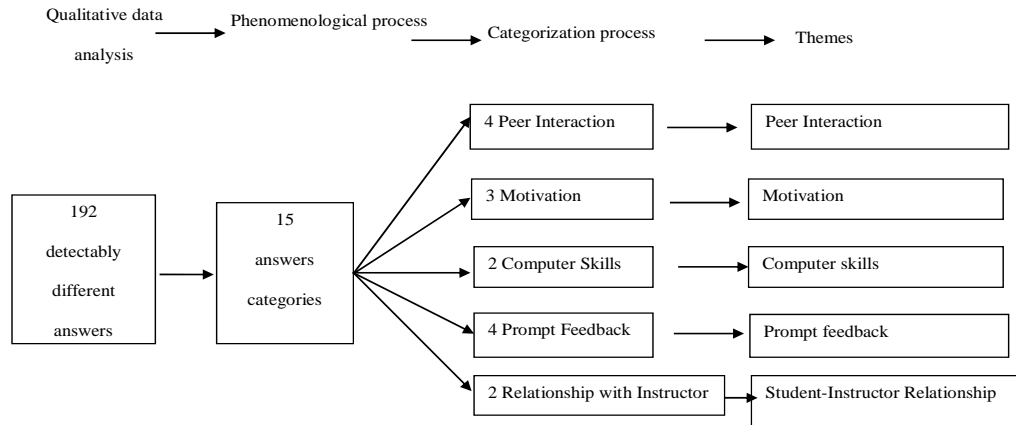 Qualitative data
analysis
Phenomenological process
Categorization process
Themes
192
detectably
different
answers
15
answers
categories
4 Peer Interaction
Peer Interaction
3 Motivation
Motivation
2 Computer Skills
Computer skills
4 Prompt Feedback
Prompt feedback
2 Relationship with Instructor
Student-Instructor Relationship